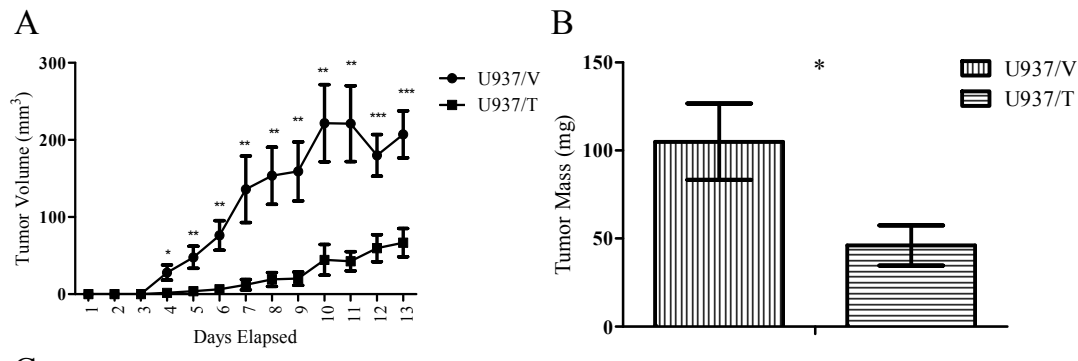 A
300
200
100
0
Tumor Volume (mm³)
* ** ** ** ** ** ** ** *** ***
1 2 3 4 5 6 7 8 9 10 11 12 13
Days Elapsed
U937/V
U937/T
B
150
100
50
0
Tumor Mass (mg)
*
U937/V
U937/T